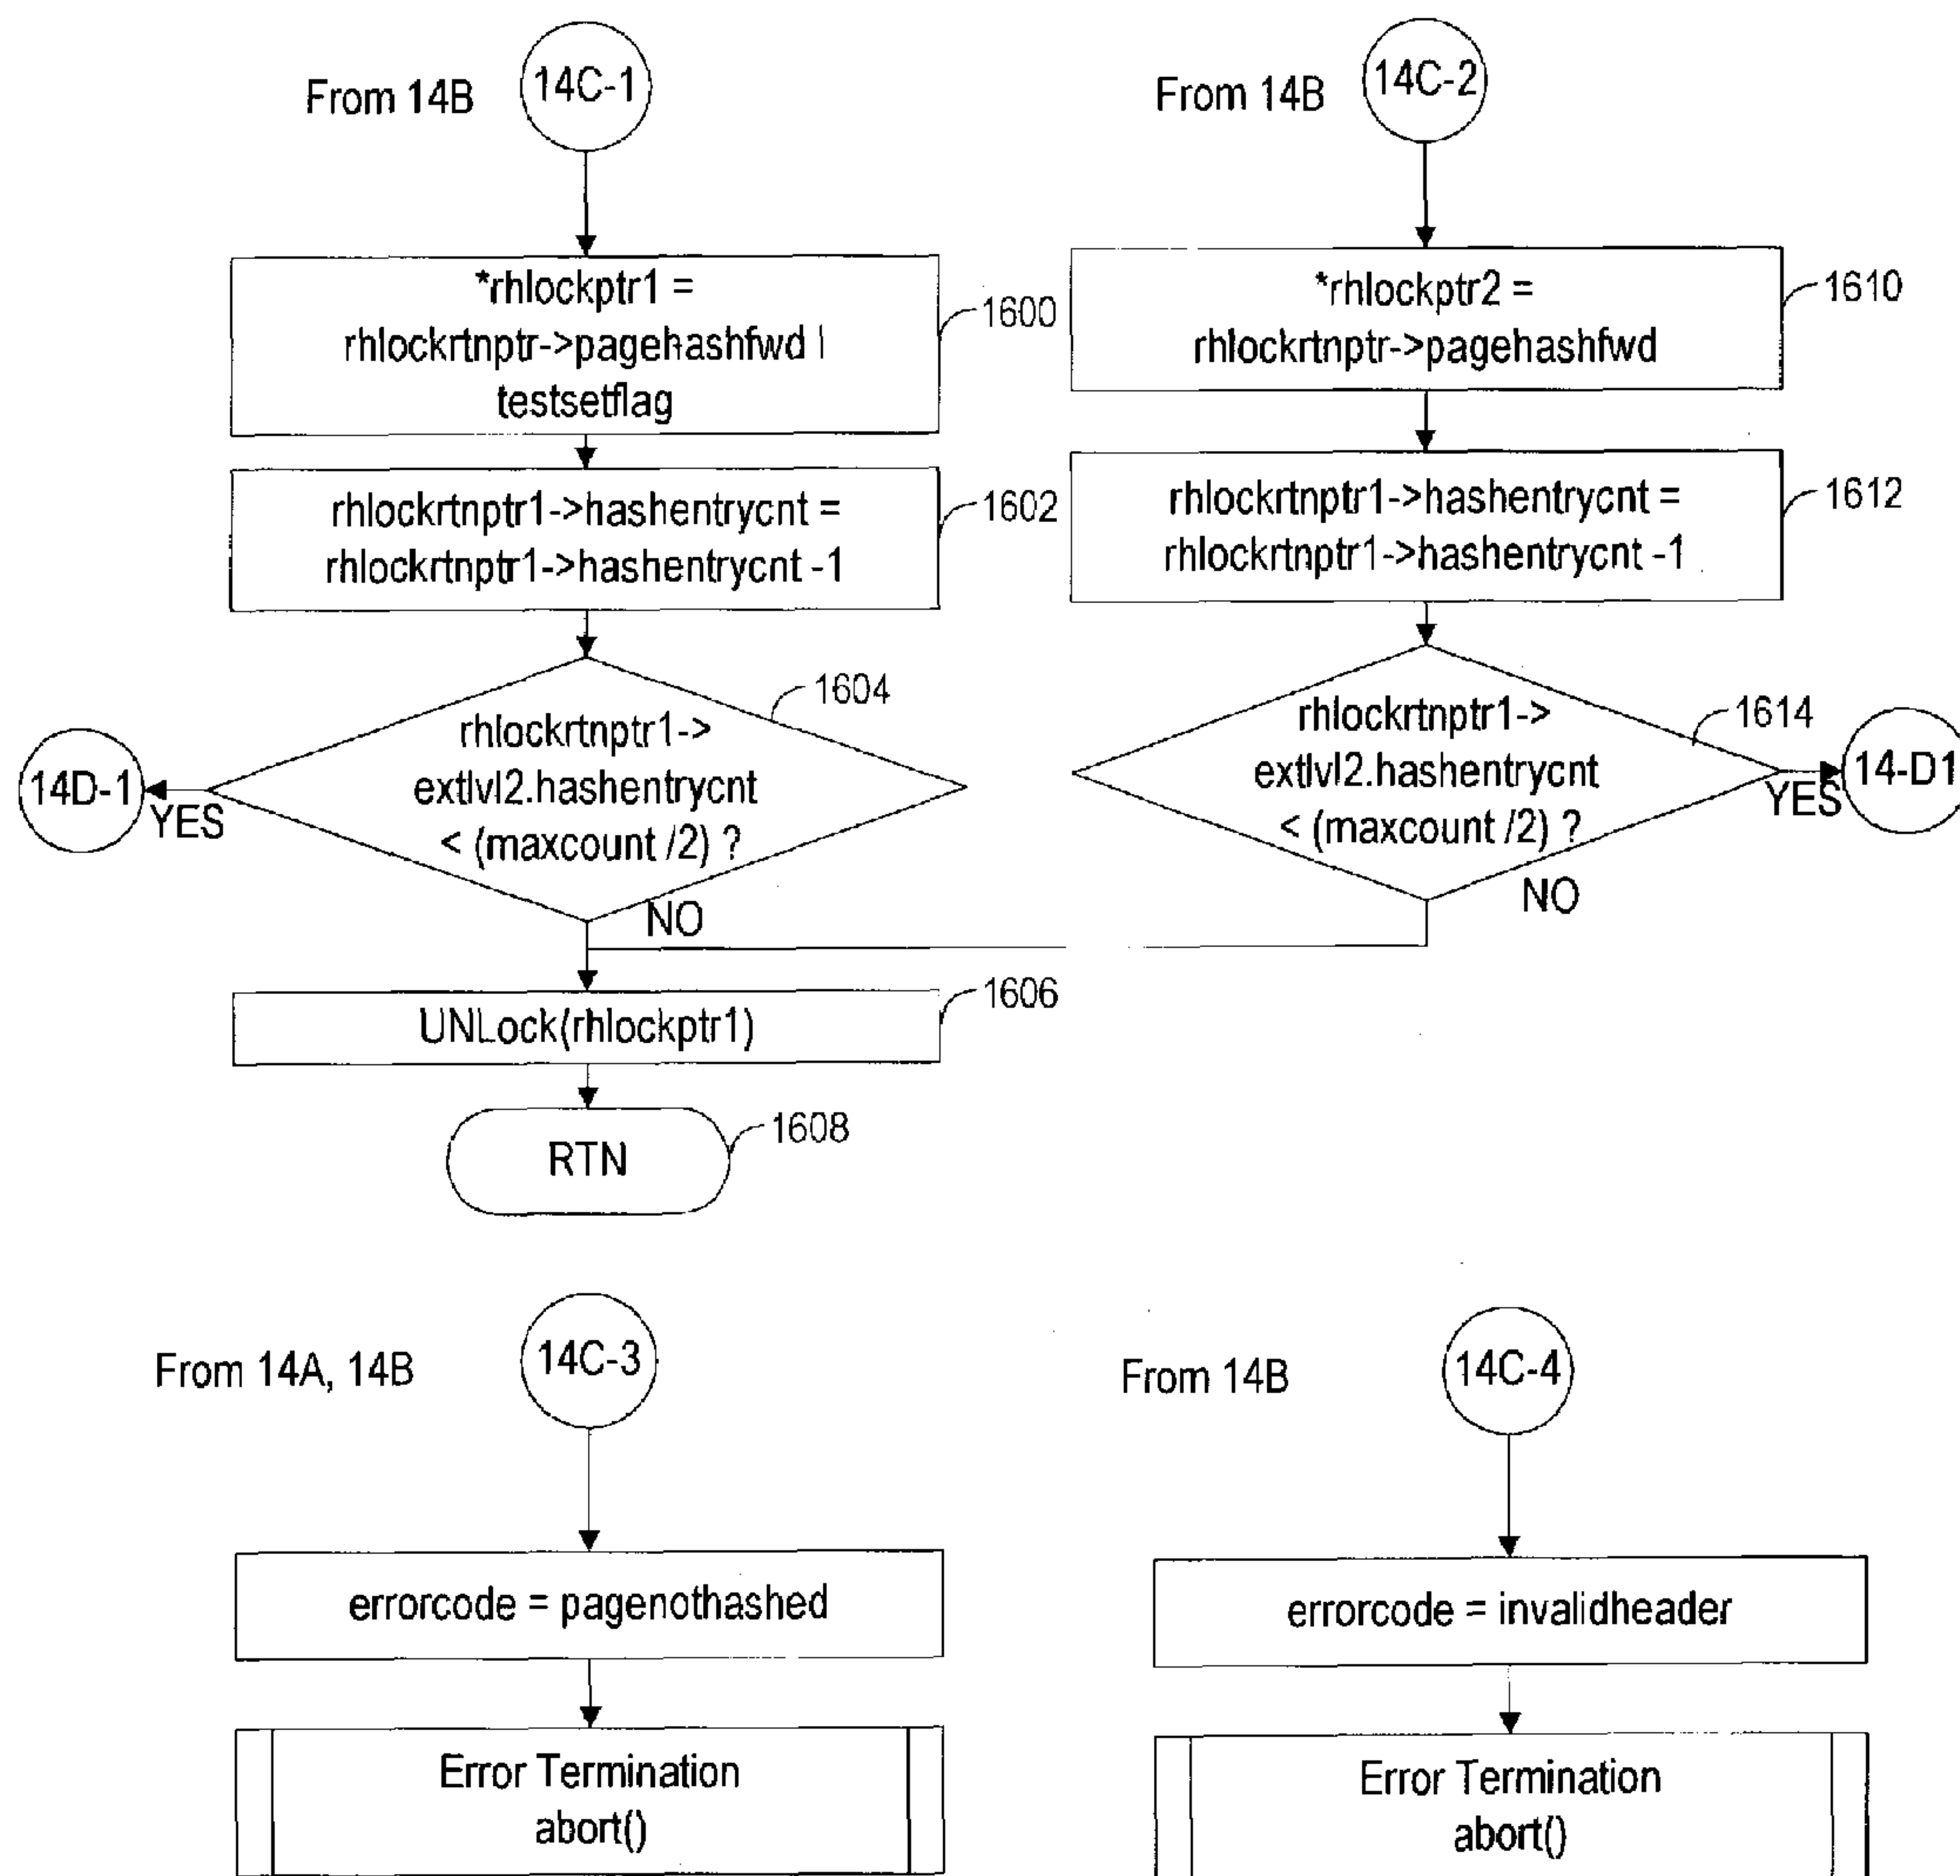 From 14B
14C-1
*rhlockptr1 =
rhlockrtnptr->pagehashfwd |
testsetflag
1600
rhlockrtnptr1->hashentrycnt =
rhlockrtnptr1->hashentrycnt -1
1602
1604
rhlockrtnptr1->
extlvl2.hashentrycnt
< (maxcount /2) ?
14D-1
YES
NO
UNLock(rhlockptr1)
1606
RTN
1608
From 14B
14C-2
*rhlockptr2 =
rhlockrtnptr->pagehashfwd
1610
rhlockrtnptr1->hashentrycnt =
rhlockrtnptr1->hashentrycnt -1
1612
rhlockrtnptr1->
extlvl2.hashentrycnt
< (maxcount /2) ?
1614
YES
14-D1
NO
From 14A, 14B
14C-3
errorcode = pagenothashed
Error Termination
abort()
From 14B
14C-4
errorcode = invalidheader
Error Termination
abort()